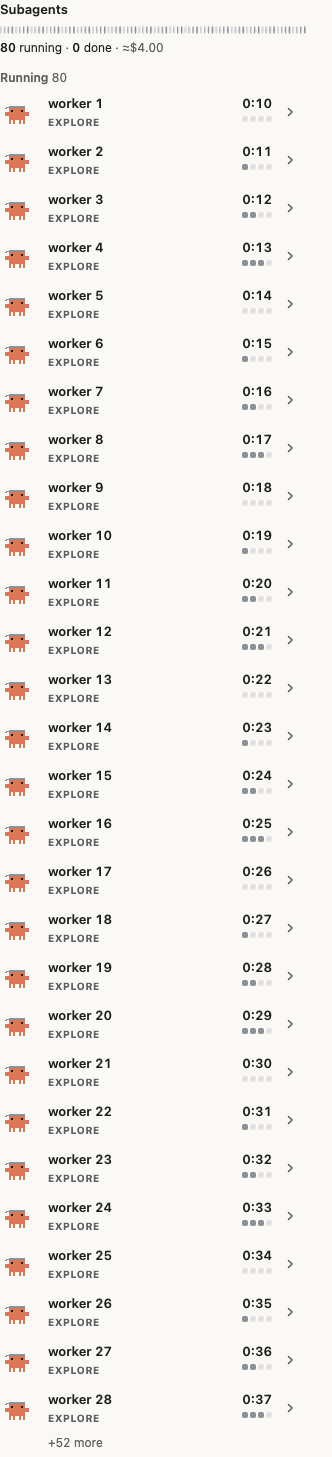 Subagents
80 running · 0 done · ≈$4.00
Running 80
worker 1 0:10
EXPLORE
worker 2 0:11
EXPLORE
worker 3 0:12
EXPLORE
worker 4 0:13
EXPLORE
worker 5 0:14
EXPLORE
worker 6 0:15
EXPLORE
worker 7 0:16
EXPLORE
worker 8 0:17
EXPLORE
worker 9 0:18
EXPLORE
worker 10 0:19
EXPLORE
worker 11 0:20
EXPLORE
worker 12 0:21
EXPLORE
worker 13 0:22
EXPLORE
worker 14 0:23
EXPLORE
worker 15 0:24
EXPLORE
worker 16 0:25
EXPLORE
worker 17 0:26
EXPLORE
worker 18 0:27
EXPLORE
worker 19 0:28
EXPLORE
worker 20 0:29
EXPLORE
worker 21 0:30
EXPLORE
worker 22 0:31
EXPLORE
worker 23 0:32
EXPLORE
worker 24 0:33
EXPLORE
worker 25 0:34
EXPLORE
worker 26 0:35
EXPLORE
worker 27 0:36
EXPLORE
worker 28 0:37
EXPLORE
+52 more